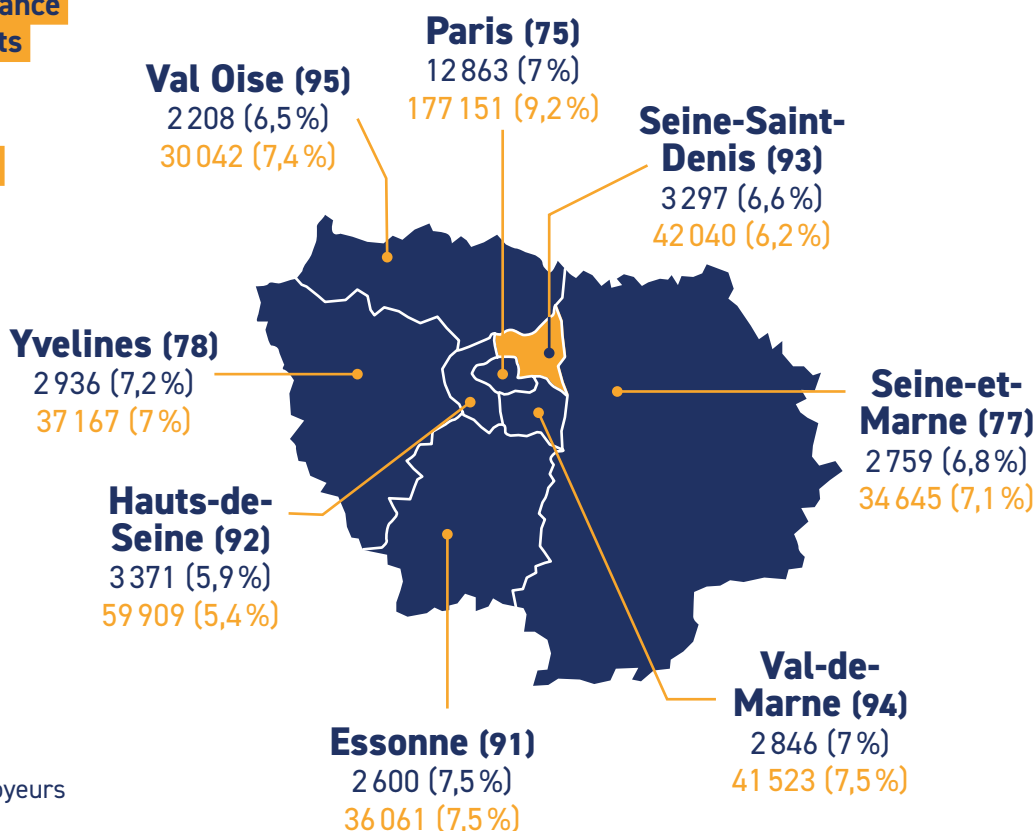 Paris (75)
12 863 (7 %)
177 151 (9,2 %)
Val Oise (95)
2 208 (6,5 %)
30 042 (7,4 %)
Seine-Saint-
Denis (93)
3 297 (6,6 %)
42 040 (6,2 %)
Yvelines (78)
2 936 (7,2 %)
37 167 (7 %)
Seine-et-
Marne (77)
2 759 (6,8 %)
34 645 (7,1 %)
Hauts-de-
Seine (92)
3 371 (5,9 %)
59 909 (5,4 %)
Val-de-
Marne (94)
2 846 (7 %)
41 523 (7,5 %)
Essonne (91)
2 600 (7,5 %)
36 061 (7,5 %)